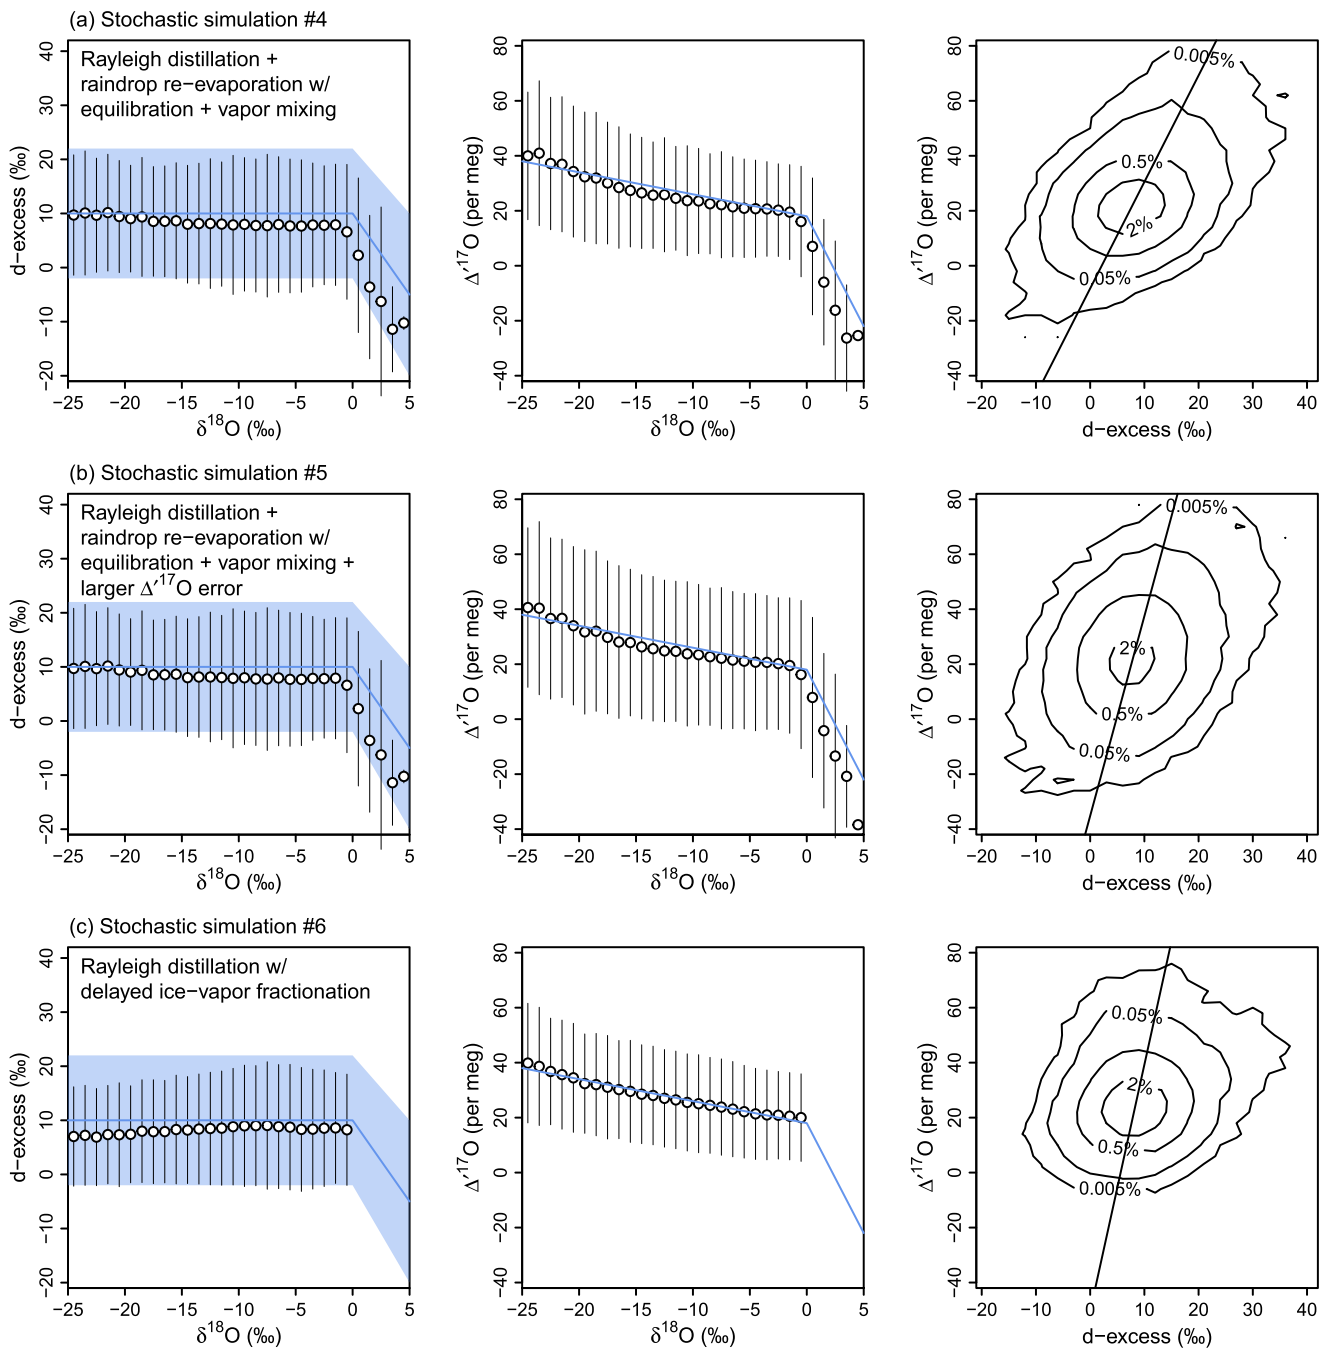 (a) Stochastic simulation #4
Rayleigh distillation +
raindrop re−evaporation w/
equilibration + vapor mixing
d−excess (‰)
40
30
20
10
0
−10
−20
−25 −20 −15 −10 −5 0 5
δ18O (‰)
Δ′17O (per meg)
80
60
40
20
0
−20
−40
−25 −20 −15 −10 −5 0 5
δ18O (‰)
Δ′17O (per meg)
80
60
40
20
0
−20
−40
0.005%
0.5%
2%
0.05%
−20 −10 0 10 20 30 40
d−excess (‰)
(b) Stochastic simulation #5
Rayleigh distillation +
raindrop re−evaporation w/
equilibration + vapor mixing +
larger Δ′17O error
d−excess (‰)
40
30
20
10
0
−10
−20
−25 −20 −15 −10 −5 0 5
δ18O (‰)
Δ′17O (per meg)
80
60
40
20
0
−20
−40
−25 −20 −15 −10 −5 0 5
δ18O (‰)
Δ′17O (per meg)
80
60
40
20
0
−20
−40
0.005%
2%
0.5%
0.05%
−20 −10 0 10 20 30 40
d−excess (‰)
(c) Stochastic simulation #6
Rayleigh distillation w/
delayed ice−vapor fractionation
d−excess (‰)
40
30
20
10
0
−10
−20
−25 −20 −15 −10 −5 0 5
δ18O (‰)
Δ′17O (per meg)
80
60
40
20
0
−20
−40
−25 −20 −15 −10 −5 0 5
δ18O (‰)
Δ′17O (per meg)
80
60
40
20
0
−20
−40
0.05%
2%
0.5%
0.005%
−20 −10 0 10 20 30 40
d−excess (‰)